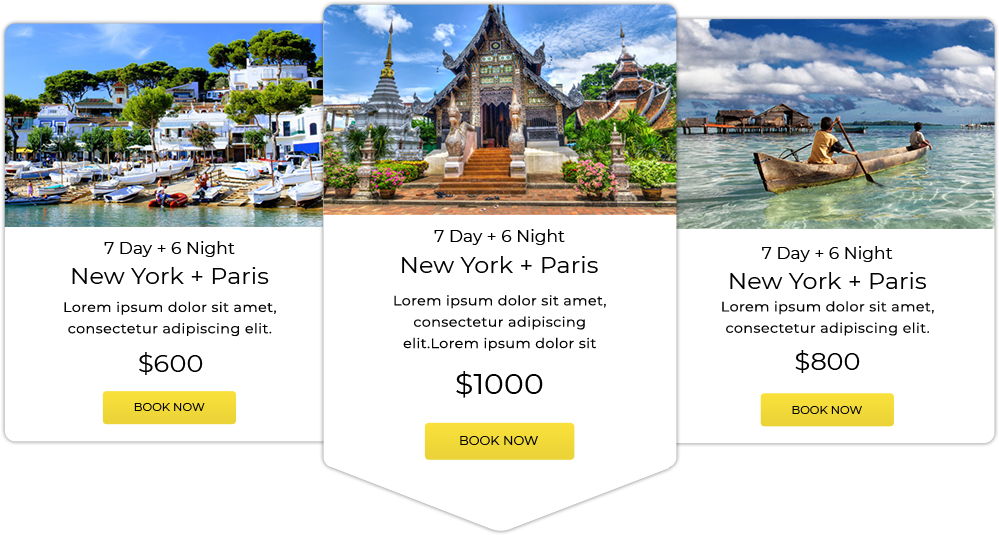 7 Day + 6 Night
New York + Paris
Lorem ipsum dolor sit amet,
consectetur adipiscing elit.
$600
BOOK NOW
7 Day + 6 Night
New York + Paris
Lorem ipsum dolor sit amet,
consectetur adipiscing
elit.Lorem ipsum dolor sit
$1000
BOOK NOW
7 Day + 6 Night
New York + Paris
Lorem ipsum dolor sit amet,
consectetur adipiscing elit.
$800
BOOK NOW